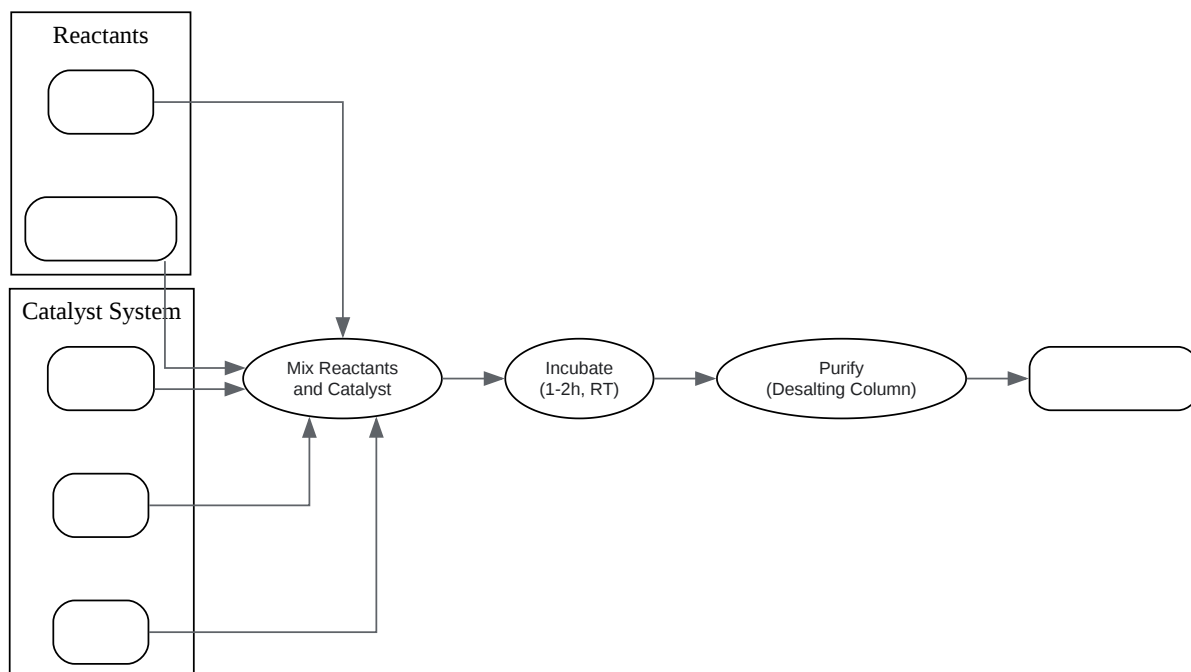 Reactants
Catalyst System
Mix Reactants
and Catalyst
Incubate
(1-2h, RT)
Purify
(Desalting Column)